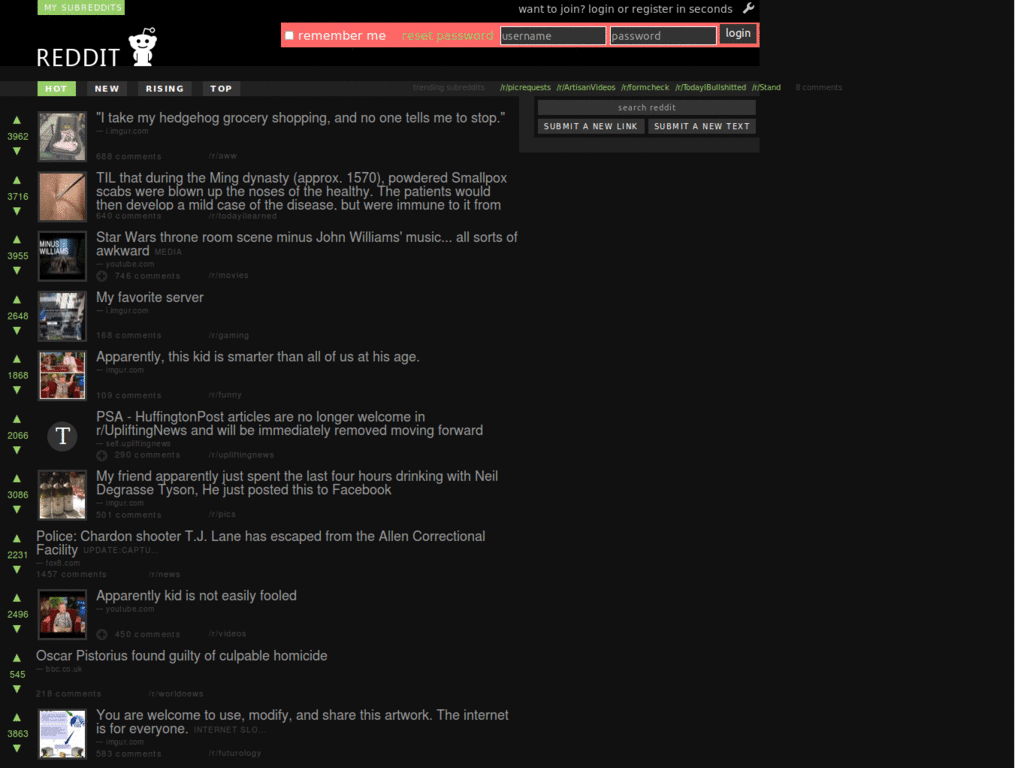 MY SUBREDDITS
want to join? login or register in seconds
remember me
reset password
username
password
login
REDDIT
HOT
NEW
RISING
TOP
trending subreddits /r/picrequests /r/ArtisanVideos /r/formcheck /r/TodayIBullshitted /r/Stand 8 comments
search reddit
SUBMIT A NEW LINK
SUBMIT A NEW TEXT
3962
"I take my hedgehog grocery shopping, and no one tells me to stop."
— i.imgur.com
688 comments /r/aww
3716
TIL that during the Ming dynasty (approx. 1570), powdered Smallpox
scabs were blown up the noses of the healthy. The patients would
then develop a mild case of the disease, but were immune to it from
640 comments /r/todayilearned
3955
MINUS
WILLIAMS
Star Wars throne room scene minus John Williams' music... all sorts of
awkward MEDIA
— youtube.com
746 comments /r/movies
2648
My favorite server
— i.imgur.com
168 comments /r/gaming
1868
Apparently, this kid is smarter than all of us at his age.
— imgur.com
109 comments /r/funny
2066
T
PSA - HuffingtonPost articles are no longer welcome in
r/UpliftingNews and will be immediately removed moving forward
— self.upliftingnews
290 comments /r/upliftingnews
3086
My friend apparently just spent the last four hours drinking with Neil
Degrasse Tyson, He just posted this to Facebook
— imgur.com
501 comments /r/pics
2231
Police: Chardon shooter T.J. Lane has escaped from the Allen Correctional
Facility UPDATE:CAPTU...
— fox8.com
1457 comments /r/news
2496
Apparently kid is not easily fooled
— youtube.com
450 comments /r/videos
545
Oscar Pistorius found guilty of culpable homicide
— bbc.co.uk
218 comments /r/worldnews
3863
You are welcome to use, modify, and share this artwork. The internet
is for everyone. INTERNET SLO...
— imgur.com
583 comments /r/futurology